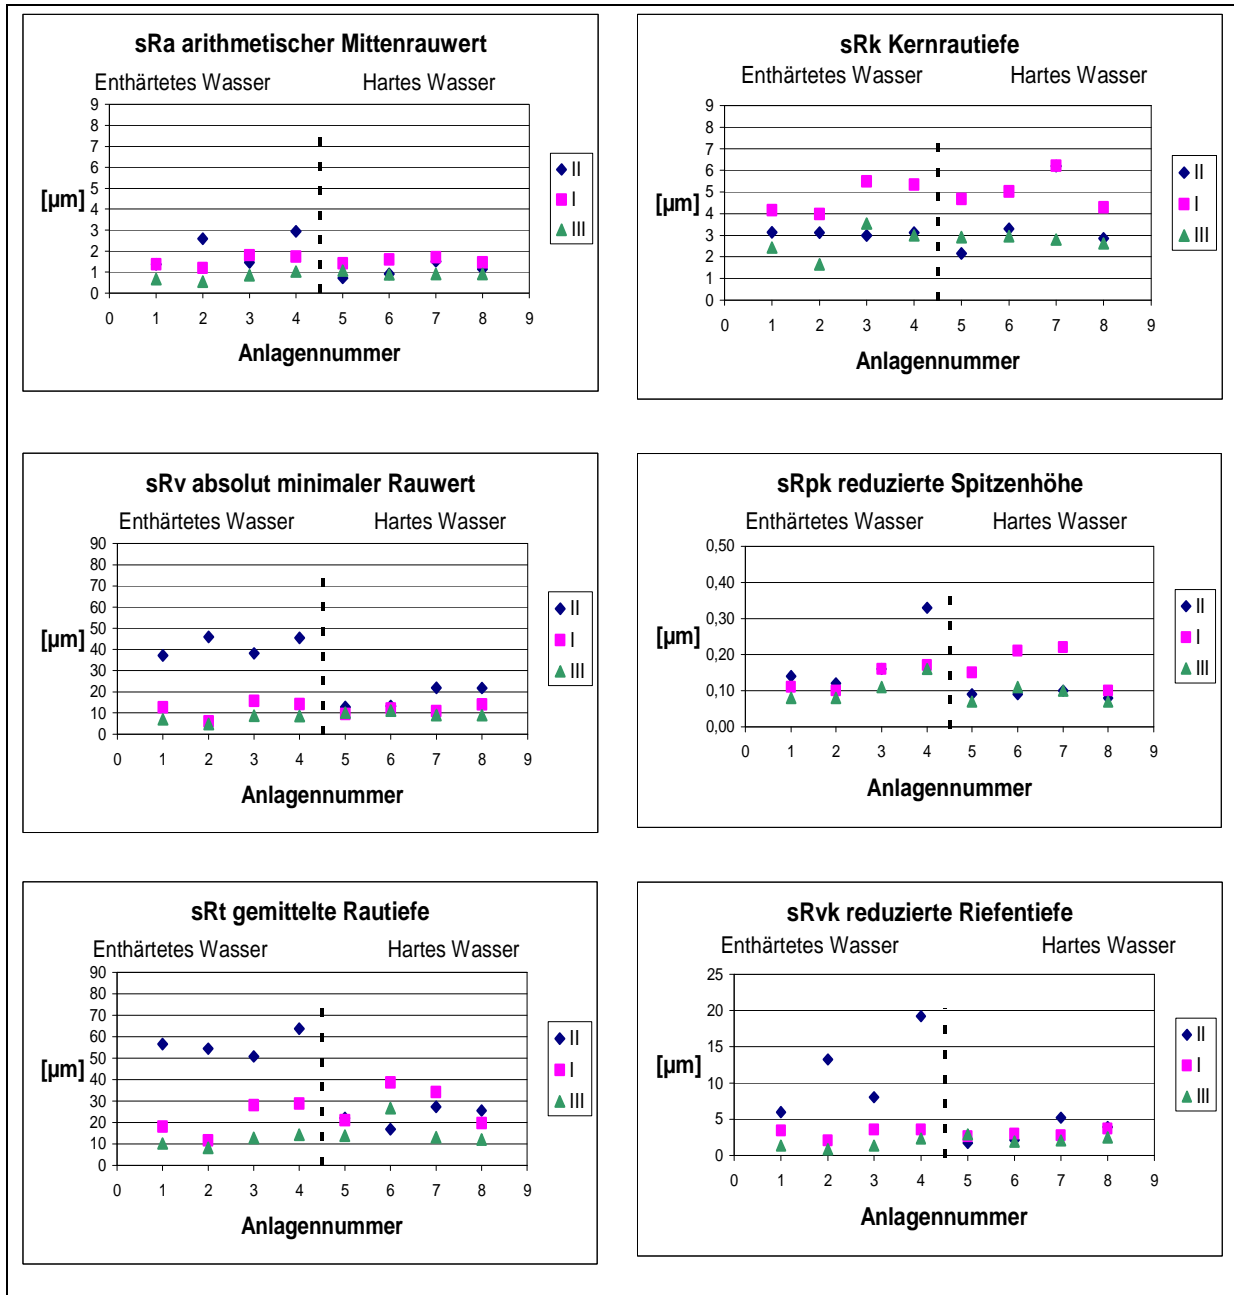 sRa arithmetischer Mittenrauwert
Enthärtetes Wasser Hartes Wasser
9
8
7
6
5
4
3
2
1
0
[µm]
0 1 2 3 4 5 6 7 8 9
Anlagennummer
II
I
III
sRk Kernrautiefe
Enthärtetes Wasser Hartes Wasser
9
8
7
6
5
4
3
2
1
0
[µm]
0 1 2 3 4 5 6 7 8 9
Anlagennummer
II
I
III
sRv absolut minimaler Rauwert
Enthärtetes Wasser Hartes Wasser
90
80
70
60
50
40
30
20
10
0
[µm]
0 1 2 3 4 5 6 7 8 9
Anlagennummer
II
I
III
sRpk reduzierte Spitzenhöhe
Enthärtetes Wasser Hartes Wasser
0,50
0,40
0,30
0,20
0,10
0,00
[µm]
0 1 2 3 4 5 6 7 8 9
Anlagennummer
II
I
III
sRt gemittelte Rautiefe
Enthärtetes Wasser Hartes Wasser
90
80
70
60
50
40
30
20
10
0
[µm]
0 1 2 3 4 5 6 7 8 9
Anlagennummer
II
I
III
sRvk reduzierte Riefentiefe
Enthärtetes Wasser Hartes Wasser
25
20
15
10
5
0
[µm]
0 1 2 3 4 5 6 7 8 9
Anlagennummer
II
I
III